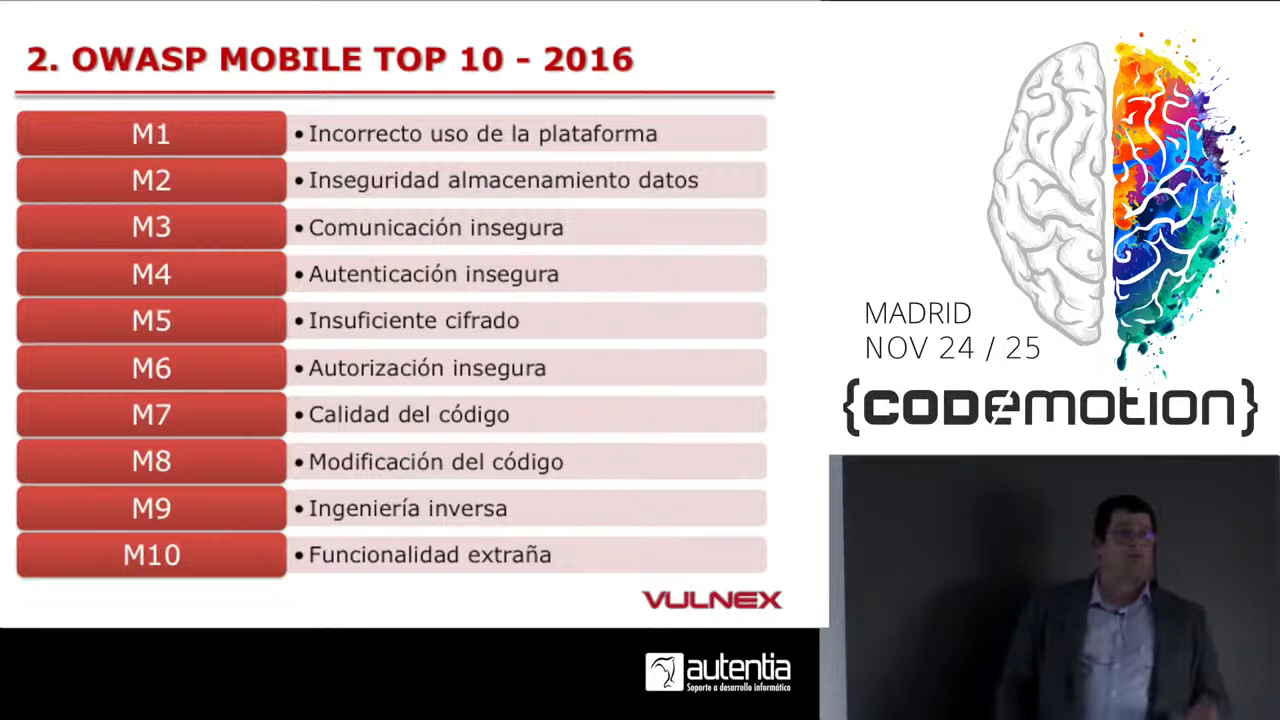 2. OWASP MOBILE TOP 10 - 2016
M1
• Incorrecto uso de la plataforma
M2
• Inseguridad almacenamiento datos
M3
• Comunicación insegura
M4
• Autenticación insegura
M5
• Insuficiente cifrado
M6
• Autorización insegura
M7
• Calidad del código
M8
• Modificación del código
M9
• Ingeniería inversa
M10
• Funcionalidad extraña
VULNEX
MADRID
NOV 24 / 25
{CODEMOTION}
autentia
Soporte a desarrollo informático